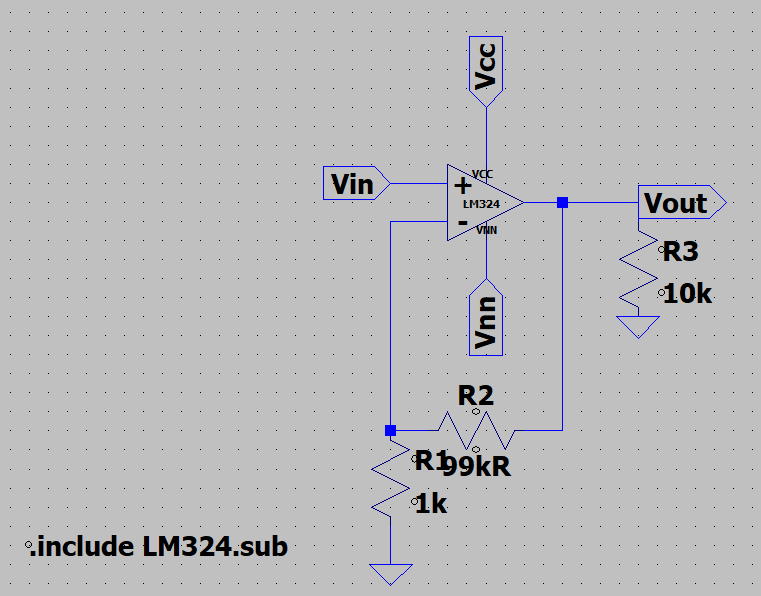 Vcc
Vin
+
VCC
LM324
-
VNN
Vout
R3
10k
Vnn
R2
99kR
R1
1k
.include LM324.sub